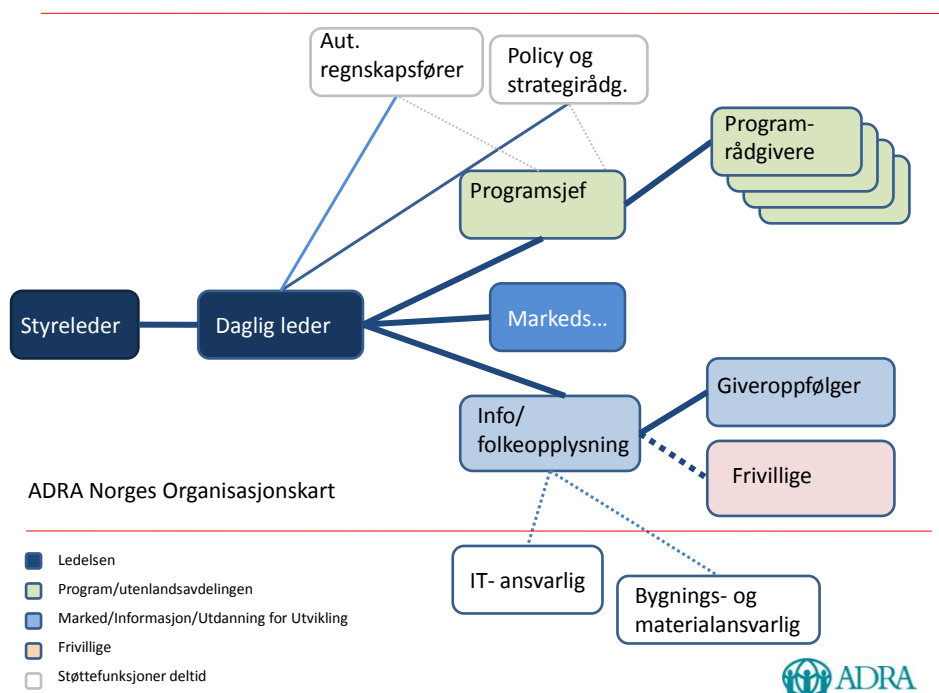 Aut.
regnskapsfører
Policy og
strategirådg.
Program-
rådgivere
Programsjef
Styreleder
Daglig leder
Markeds...
Giveroppfølger
Info/
folkeopplysning
Frivillige
ADRA Norges Organisasjonskart
IT- ansvarlig
Bygnings- og
materialansvarlig
Ledelsen
Program/utenlandsavdelingen
Marked/Informasjon/Utdanning for Utvikling
Frivillige
Støttefunksjoner deltid
ADRA